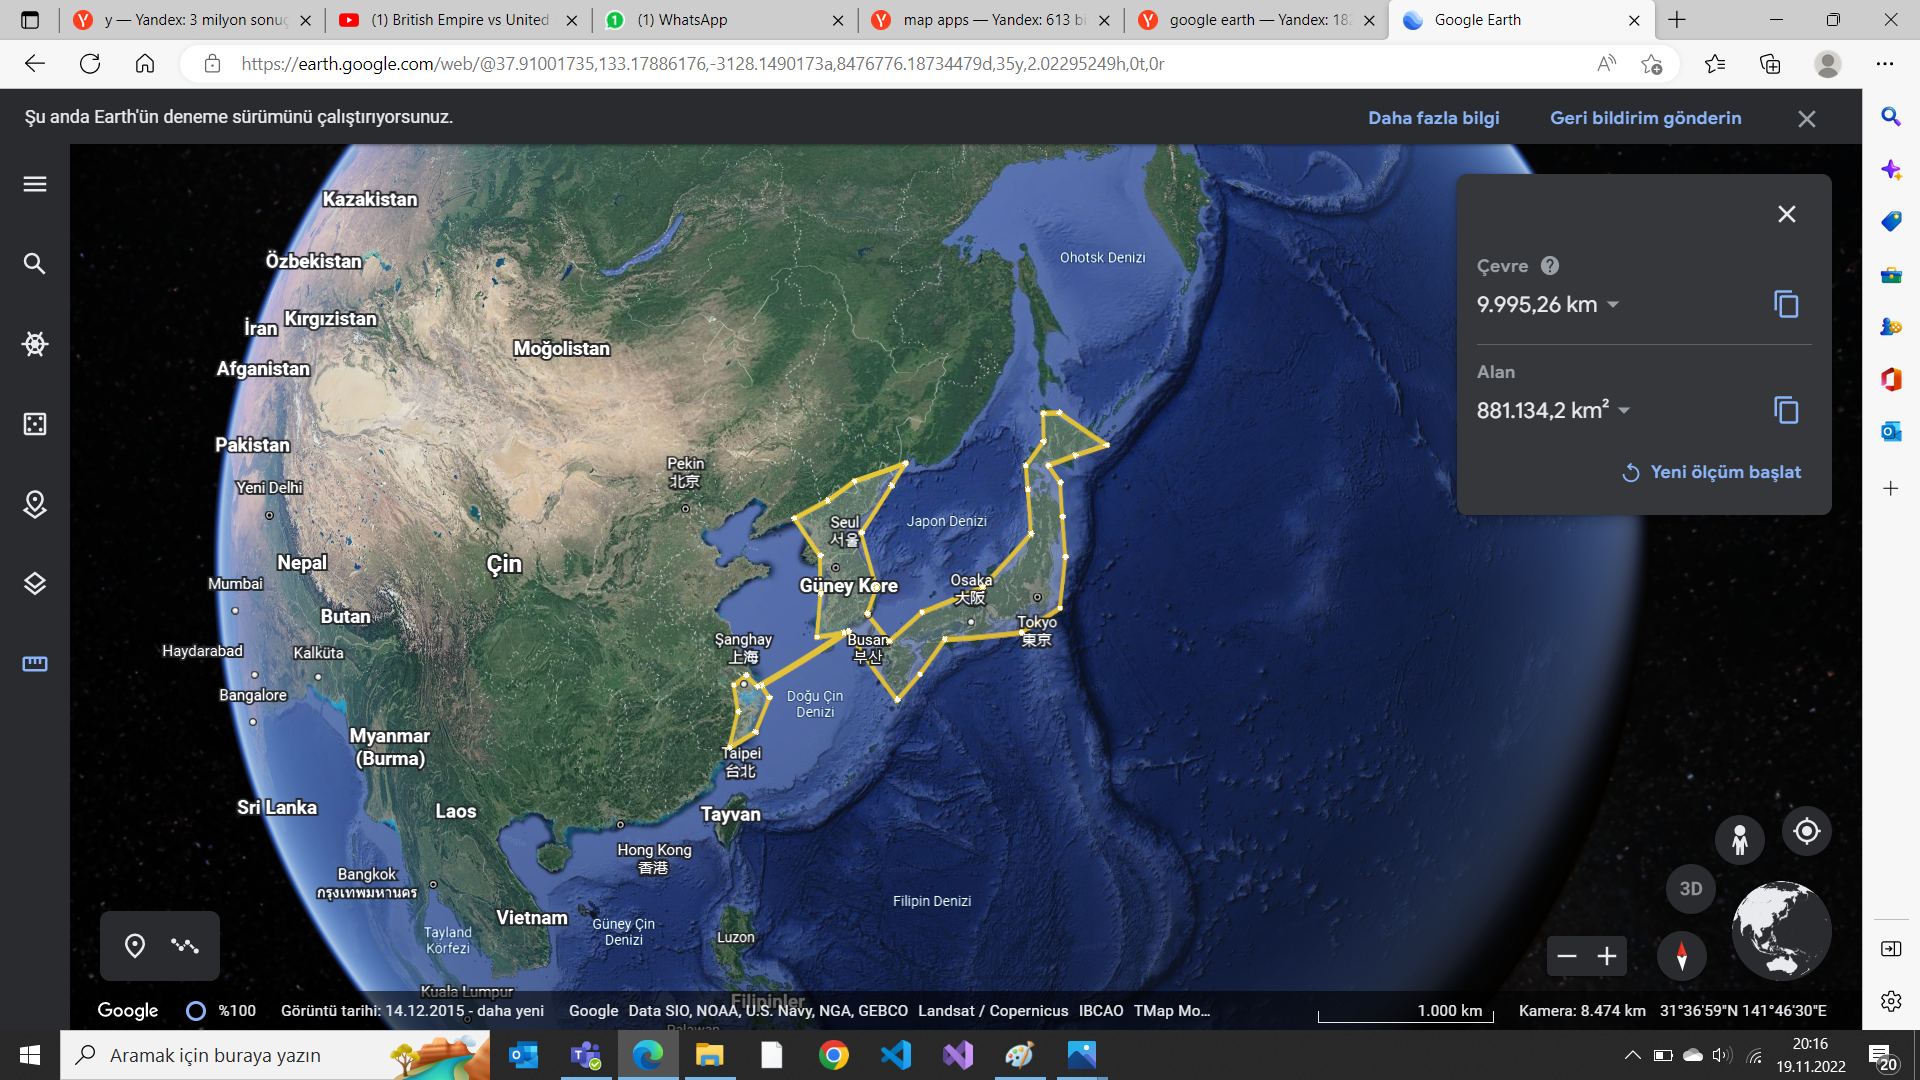 y — Yandex: 3 milyon sonuç
(1) British Empire vs United
(1) WhatsApp
map apps — Yandex: 613 bi
google earth — Yandex: 182
Google Earth
https://earth.google.com/web/@37.91001735,133.17886176,-3128.1490173a,8476776.18734479d,35y,2.02295249h,0t,0r
Şu anda Earth'ün deneme sürümünü çalıştırıyorsunuz.
Daha fazla bilgi
Geri bildirim gönderin
Kazakistan
Özbekistan
Ohotsk Denizi
Çevre
9.995,26 km
Kırgızistan
İran
Moğolistan
Afganistan
Alan
881.134,2 km²
Pakistan
Pekin
北京
Yeni ölçüm başlat
Yeni Delhi
Seul
서울
Japon Denizi
Nepal
Çin
Mumbai
Güney Kore
Osaka
大阪
Butan
Tokyo
東京
Haydarabad
Kalküta
Şanghay
上海
Busan
부산
Bangalore
Doğu Çin
Denizi
Myanmar
(Burma)
Taipei
台北
Sri Lanka
Laos
Tayvan
Hong Kong
香港
Bangkok
กรุงเทพมหานคร
3D
Filipin Denizi
Vietnam
Güney Çin
Denizi
Tayland
Körfezi
Luzon
Kuala Lumpur
Filipinler
Google
%100
Görüntü tarihi: 14.12.2015 - daha yeni
Google Data SIO, NOAA, U.S. Navy, NGA, GEBCO Landsat / Copernicus IBCAO TMap Mo...
1.000 km
Kamera: 8.474 km
31°36'59"N 141°46'30"E
Palawan
Aramak için buraya yazın
20:16
19.11.2022
20